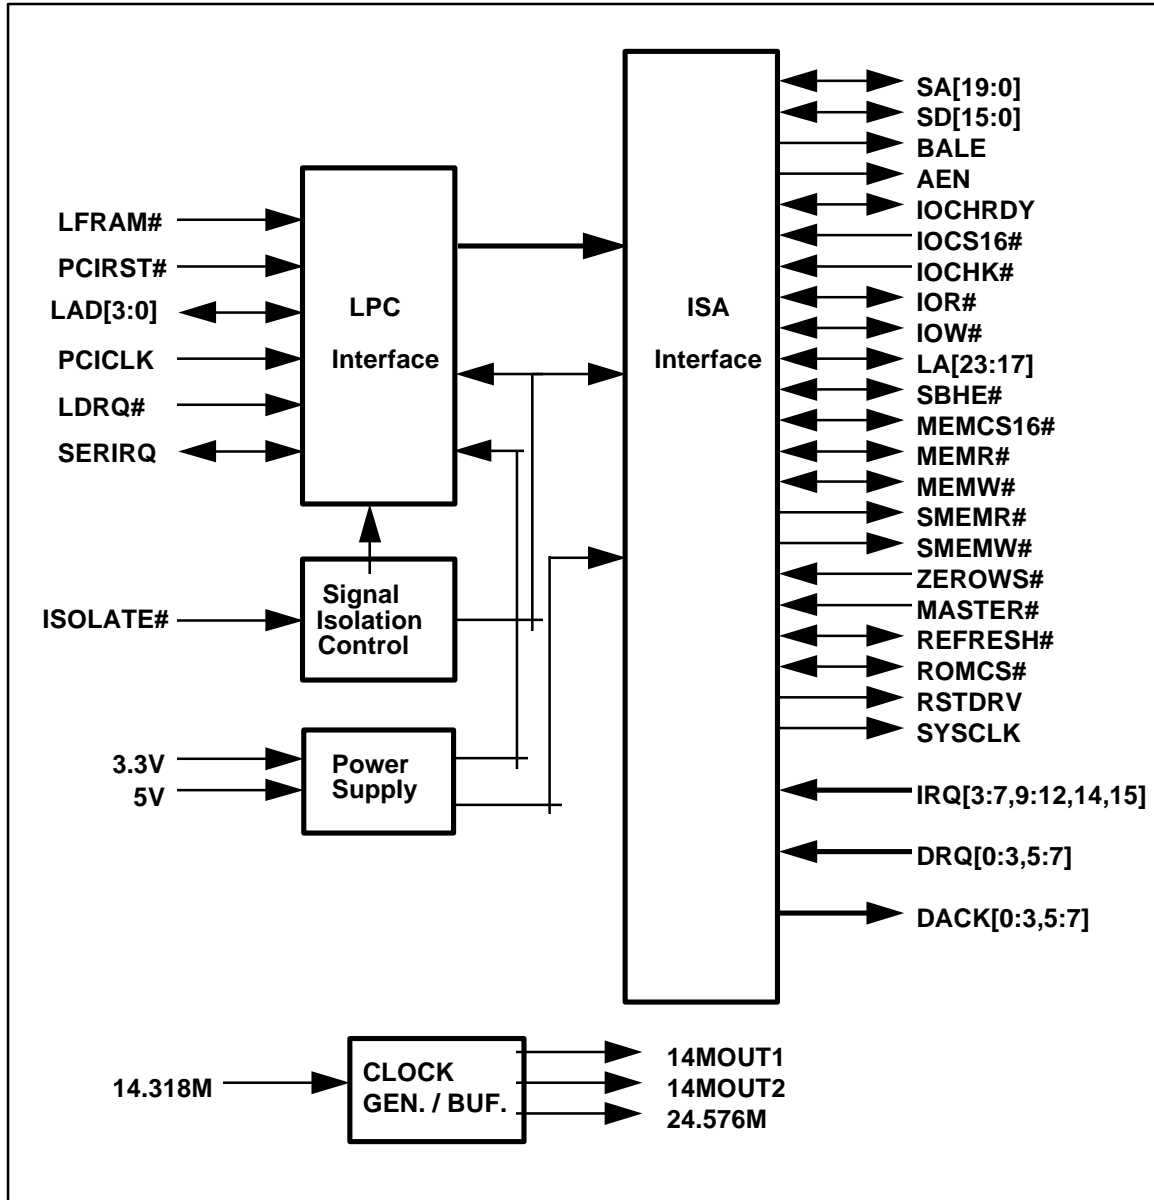 LFRAM#
PCIRST#
LAD[3:0]
PCICLK
LDRQ#
SERIRQ
LPC
Interface
ISOLATE#
Signal
Isolation
Control
3.3V
5V
Power
Supply
ISA
Interface
SA[19:0]
SD[15:0]
BALE
AEN
IOCHRDY
IOCS16#
IOCHK#
IOR#
IOW#
LA[23:17]
SBHE#
MEMCS16#
MEMR#
MEMW#
SMEMR#
SMEMW#
ZEROWS#
MASTER#
REFRESH#
ROMCS#
RSTDRV
SYSCLK
IRQ[3:7,9:12,14,15]
DRQ[0:3,5:7]
DACK[0:3,5:7]
14.318M
CLOCK
GEN. / BUF.
14MOUT1
14MOUT2
24.576M